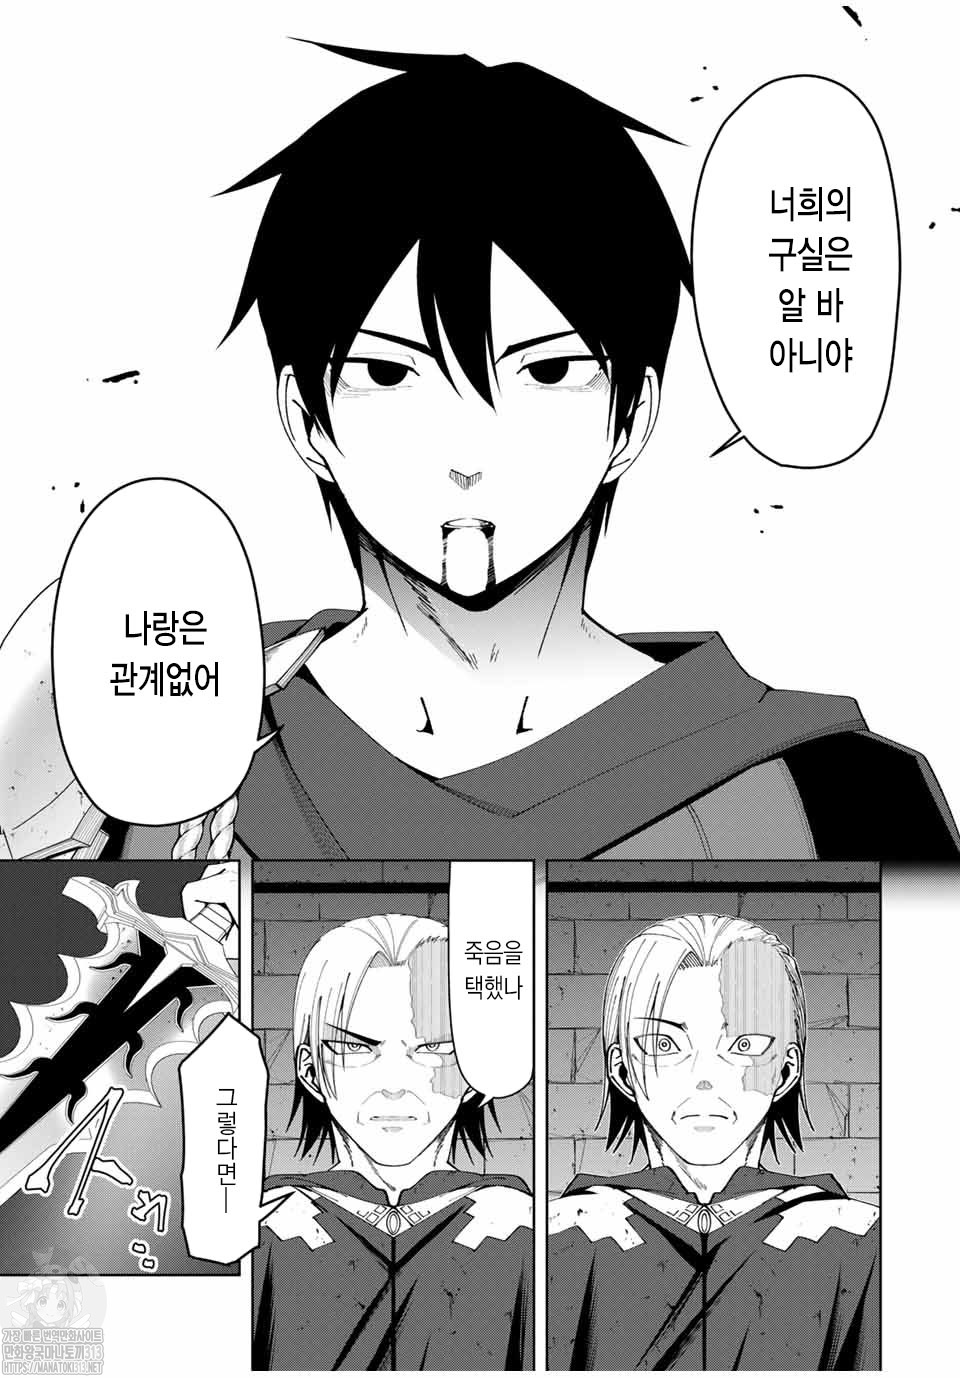 너희의
구실은
알 바
아니야
나랑은
관계없어
죽음을
택했나
그렇다면—
가장 빠른 번역만화사이트
만화왕국마나토끼313
HTTPS://MANATOKI313.NET